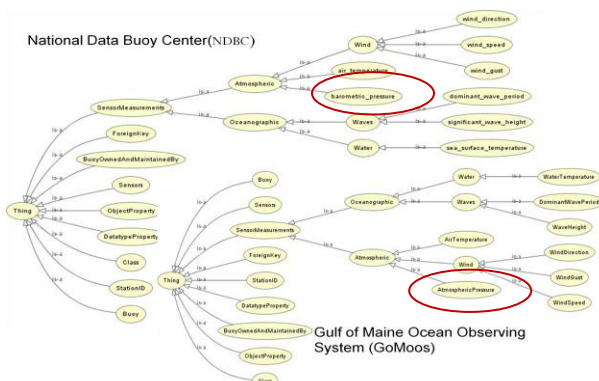 National Data Buoy Center(NDBC)
wind_direction
Wind
wind_speed
air_temperature
wind_gust
Atmospheric
barometric_pressure
dominant_wave_period
SensorMeasurements
Oceanographic
Waves
significant_wave_height
ForeignKey
Water
sea_surface_temperature
BuoyOwnedAndMaintainedBy
Sensors
Thing
ObjectProperty
DatatypeProperty
Class
StationID
Buoy
Buoy
Sensors
SensorMeasurements
ForeignKey
Thing
StationID
DatatypeProperty
BuoyOwnedAndMaintainedBy
ObjectProperty
Water
WaterTemperature
Oceanographic
Waves
DominantWavePeriod
WaveHeight
AirTemperature
Atmospheric
Wind
WindDirection
WindGust
AtmosphericPressure
WindSpeed
Gulf of Maine Ocean Observing
System (GoMoos)